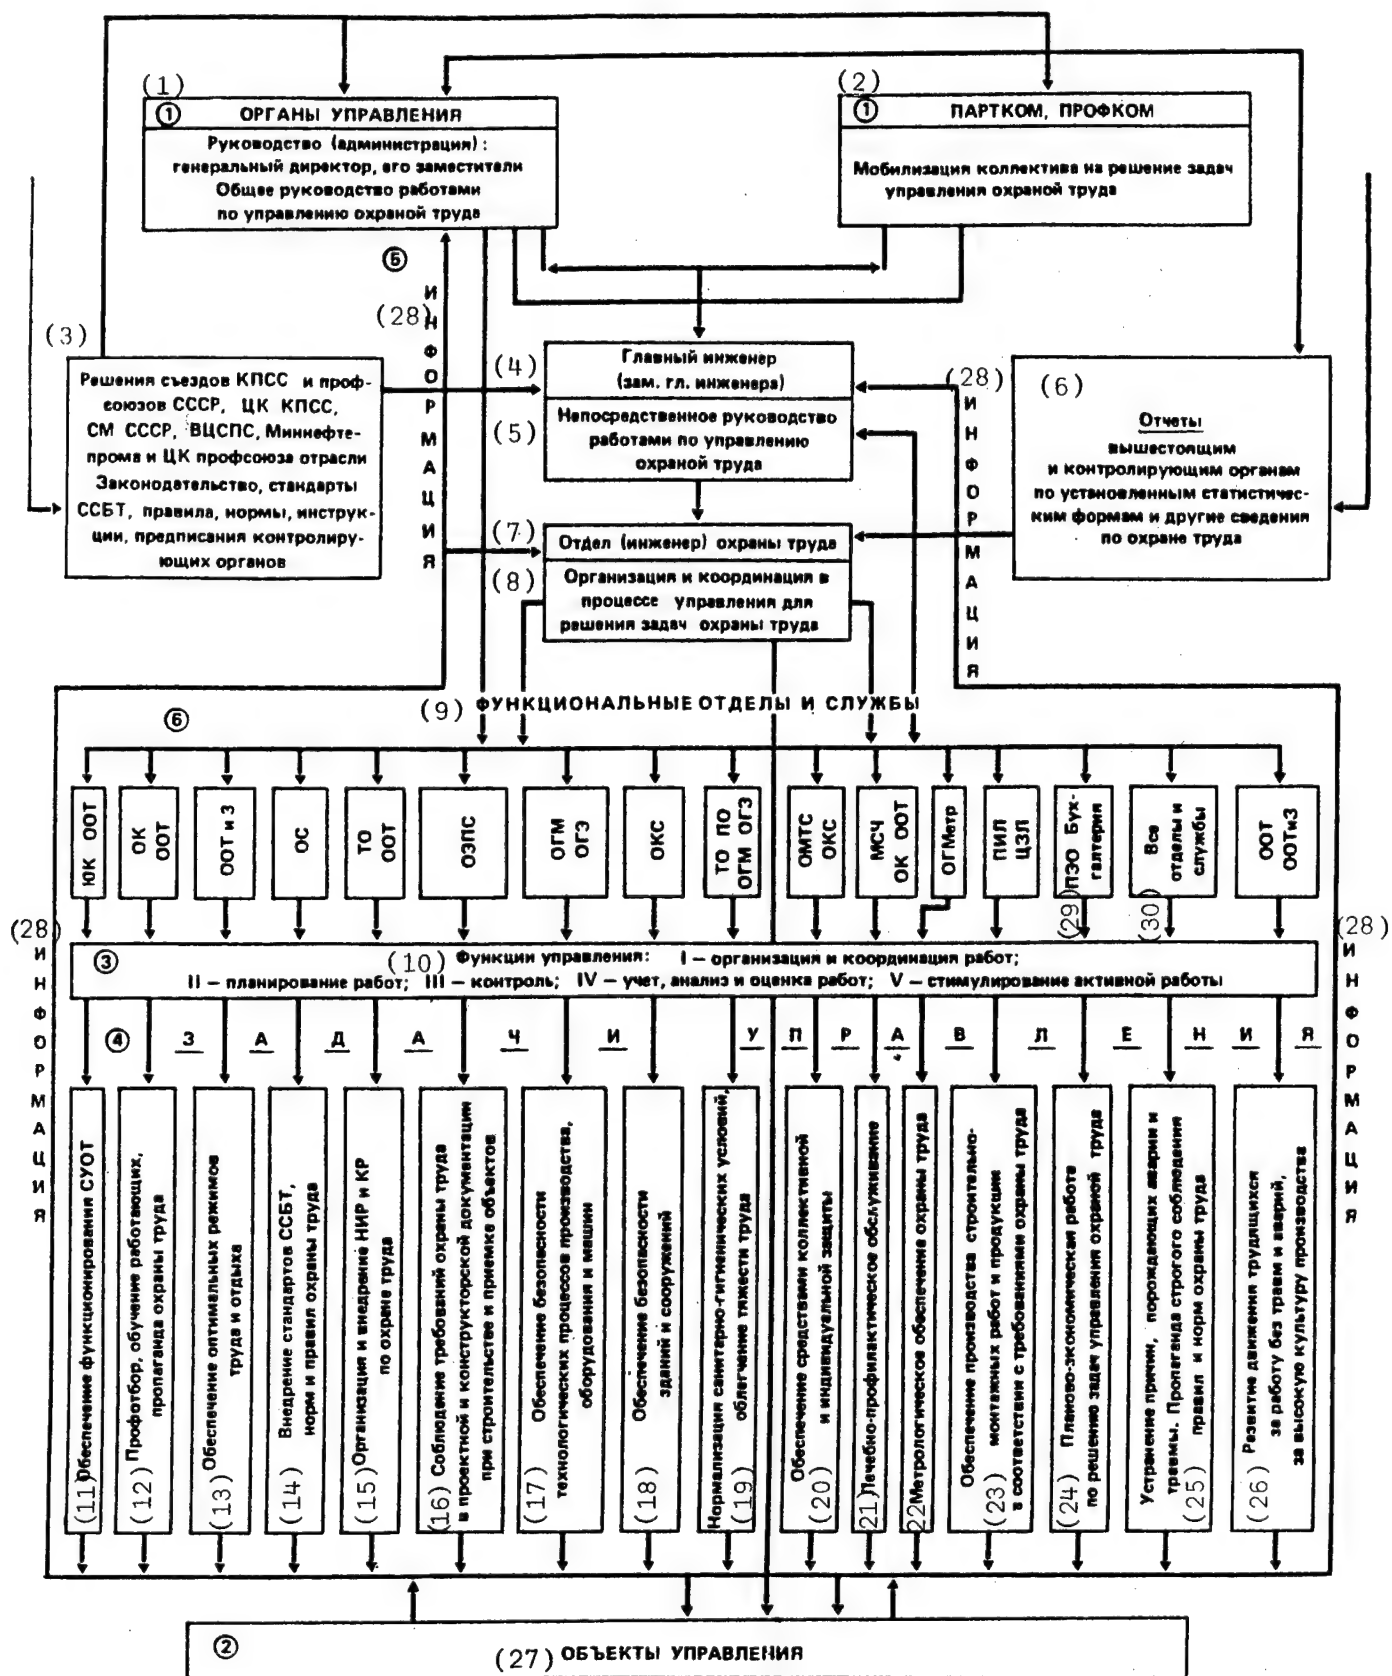 (1)
① ОРГАНЫ УПРАВЛЕНИЯ
Руководство (администрация) :
генеральный директор, его заместители
Общее руководство работами
по управлению охраной труда
(2)
① ПАРТКОМ, ПРОФКОМ
Мобилизация коллектива на решение задач
управления охраной труда
⑤
(28)
ИНФОРМАЦИЯ
(3)
Решения съездов КПСС и проф-
союзов СССР, ЦК КПСС,
СМ СССР, ВЦСПС, Миннефте-
прома и ЦК профсоюза отрасли
Законодательство, стандарты
ССБТ, правила, нормы, инструк-
ции, предписания контролирую-
ющих органов
(4)
Главный инженер
(зам. гл. инженера)
(5)
Непосредственное руководство
работами по управлению
охраной труда
(28)
ИНФОРМАЦИЯ
(6)
Отчеты
вышестоящим
и контролирующим органам
по установленным статистичес-
ким формам и другие сведения
по охране труда
(7)
Отдел (инженер) охраны труда
(8)
Организация и координация в
процессе управления для
решения задач охраны труда
⑥
(9) ФУНКЦИОНАЛЬНЫЕ ОТДЕЛЫ И СЛУЖБЫ
ЮК ООТ
ОК
ООТ
ООТ и З
ОС
ТО
ООТ
ОЭПС
ОГМ
ОГЭ
ОКС
ТО ПО
ОГМ ОГЭ
ОМТС
ОКС
МСЧ
ОК ООТ
ОГМетр
ПИЛ
ЦЗЛ
(29) ПЭО Бух-
галтерия
(30) Все
отделы и
службы
ООТ
ООТиЗ
(28)
ИНФОРМАЦИЯ
③ (10) Функции управления: I – организация и координация работ;
II – планирование работ; III – контроль; IV – учет, анализ и оценка работ; V – стимулирование активной работы
(28)
ИНФОРМАЦИЯ
④ З А Д А Ч И У П Р А В Л Е Н И Я
(11) Обеспечение функционирования СУОТ
(12) Профотбор, обучение работающих,
пропаганда охраны труда
(13) Обеспечение оптимальных режимов
труда и отдыха
(14) Внедрение стандартов ССБТ,
норм и правил охраны труда
(15) Организация и внедрение НИР и КР
по охране труда
(16) Соблюдение требований охраны труда
в проектной и конструкторской документации
при строительстве и приемке объектов
(17) Обеспечение безопасности
технологических процессов производства,
оборудования и машин
(18) Обеспечение безопасности
зданий и сооружений
Нормализация санитарно-гигиенических условий,
(19) облегчение тяжести труда
Обеспечение средствами коллективной
(20) и индивидуальной защиты
21) Лечебно-профилактическое обслуживание
22 Метрологическое обеспечение охраны труда
Обеспечение производства строительно-
монтажных работ и продукции
(23) в соответствии с требованиями охраны труда
(24) Планово-экономическая работа
по решению задач управления охраной труда
Устранение причин, порождающих аварии и
травмы. Пропаганда строгого соблюдения
(25) правил и норм охраны труда
(26) Развитие движения трудящихся
за работу без травм и аварий,
за высокую культуру производства
②
(27) ОБЪЕКТЫ УПРАВЛЕНИЯ